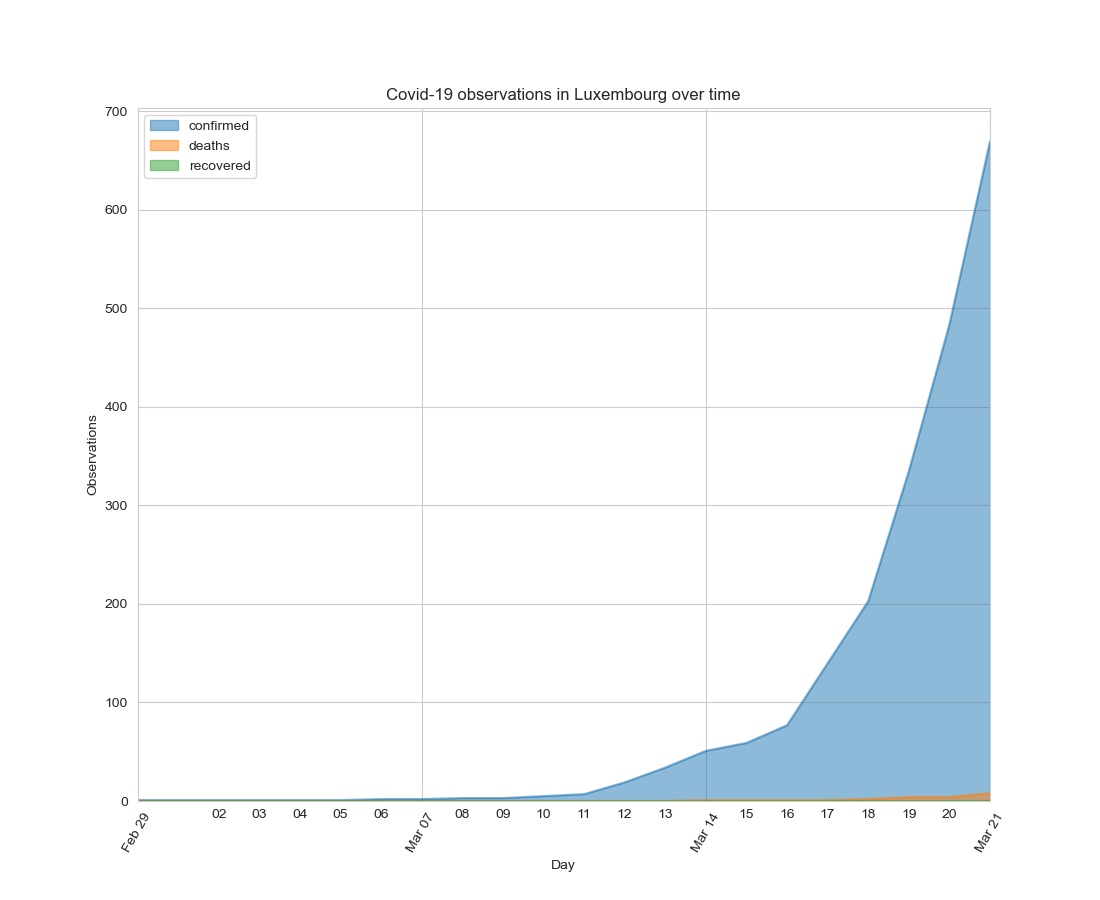 Covid-19 observations in Luxembourg over time
700
confirmed
deaths
recovered
600
500
400
Observations
300
200
100
0
02 03 04 05 06 08 09 10 11 12 13 15 16 17 18 19 20
Feb 29 Mar 07 Mar 14 Mar 21
Day